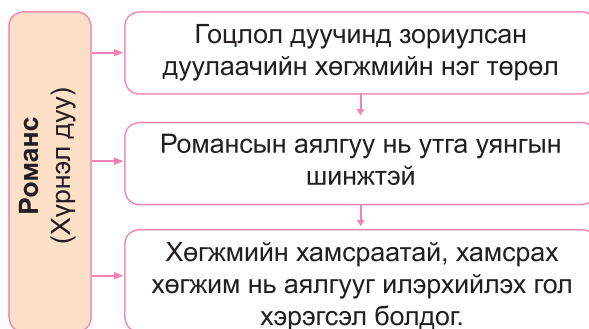 Романс
(Хүрнэл дуу)
Гоцлол дуучинд зориулсан
дуулаачийн хөгжмийн нэг төрөл
Романсын аялгуу нь утга уянгын
шинжтэй
Хөгжмийн хамсраатай, хамсрах
хөгжим нь аялгууг илэрхийлэх гол
хэрэгсэл болдог.